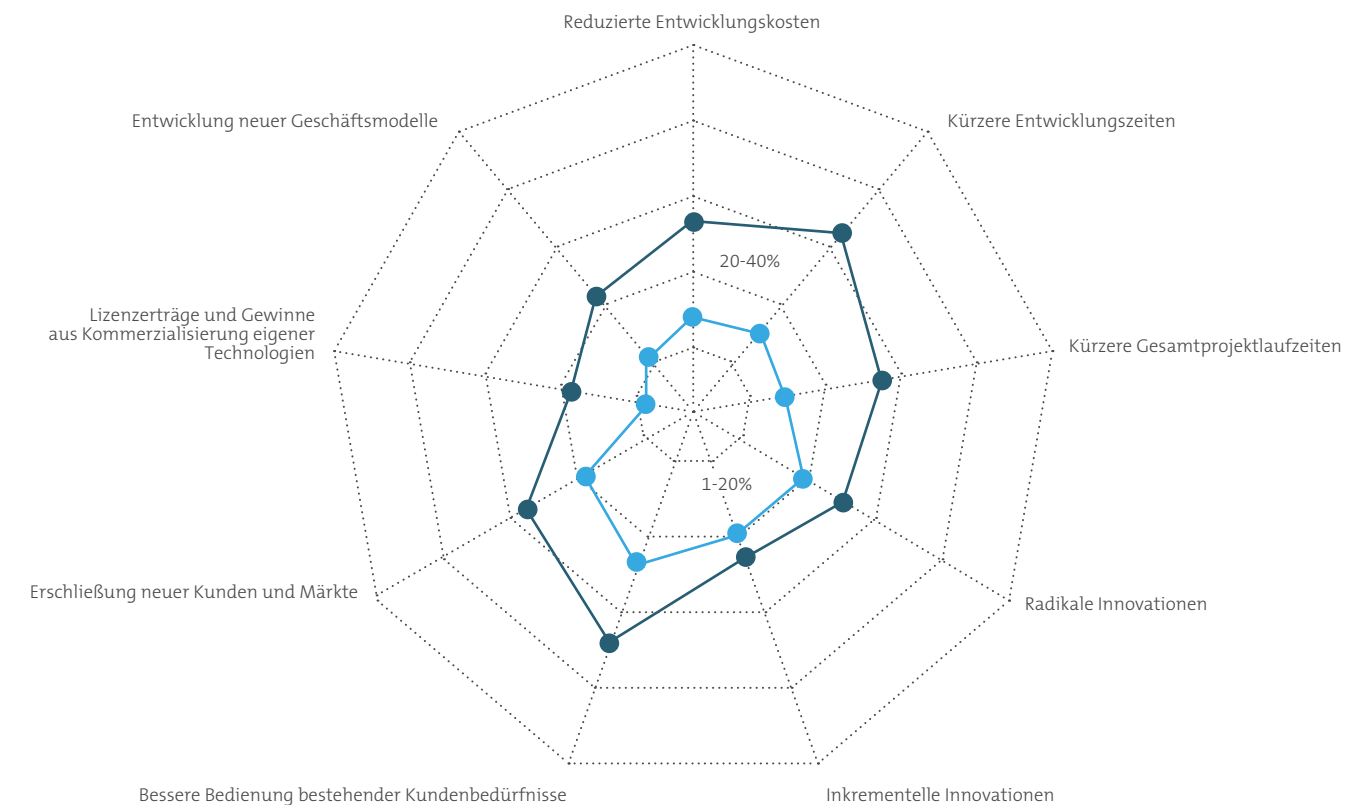 Reduzierte Entwicklungskosten
Entwicklung neuer Geschäftsmodelle
Kürzere Entwicklungszeiten
20-40%
Lizenzerträge und Gewinne
aus Kommerzialisierung eigener
Technologien
Kürzere Gesamtprojektlaufzeiten
1-20%
Erschließung neuer Kunden und Märkte
Radikale Innovationen
Bessere Bedienung bestehender Kundenbedürfnisse
Inkrementelle Innovationen